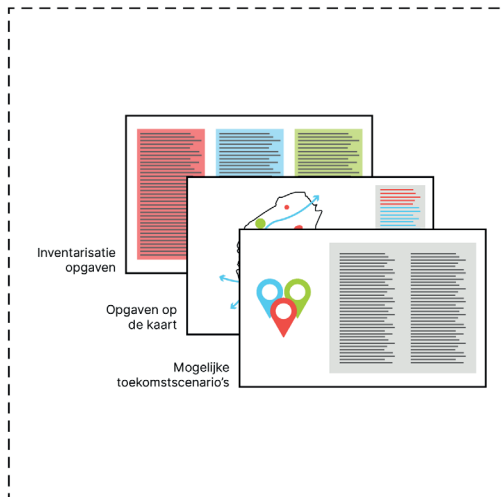 Inventarisatie
opgaven
Opgaven op
de kaart
Mogelijke
toekomstscenario's